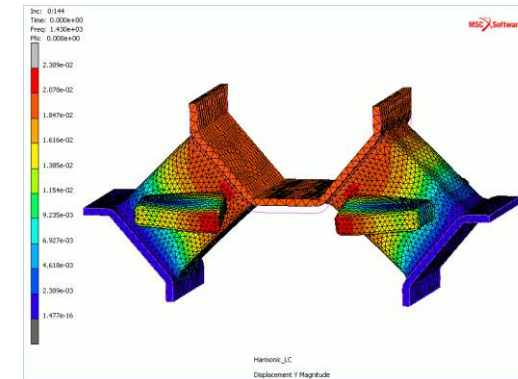 Inc: 0:144
Time: 0.000e+00
Freq: 1.430e+03
Phi: 0.000e+00
MSC Software
2.309e-02
2.078e-02
1.847e-02
1.616e-02
1.385e-02
1.154e-02
9.235e-03
6.927e-03
4.618e-03
2.309e-03
1.477e-16
Harmonic_LC
Displacement Y Magnitude